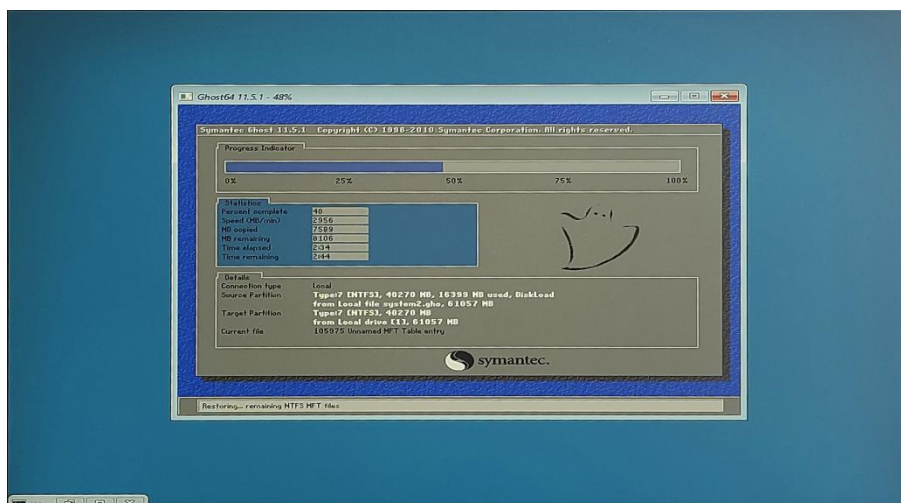 Ghost64 11.5.1 - 48%
Symantec Ghost 11.5.1 Copyright (C) 1998-2010 Symantec Corporation. All rights reserved.
Progress Indicator
0% 25% 50% 75% 100%
Statistics
Percent complete 48
Speed (MB/min) 2956
MB copied 7589
MB remaining 8106
Time elapsed 2:34
Time remaining 2:44
Details
Connection type Local
Source Partition Type:7 [NTFS], 40270 MB, 16399 MB used, Diskload
from Local file system2.gho, 61057 MB
Target Partition Type:7 [NTFS], 40270 MB
from Local drive [1], 61057 MB
Current file 105975 Unnamed MFT Table entry
symantec.
Restoring... remaining NTFS MFT files